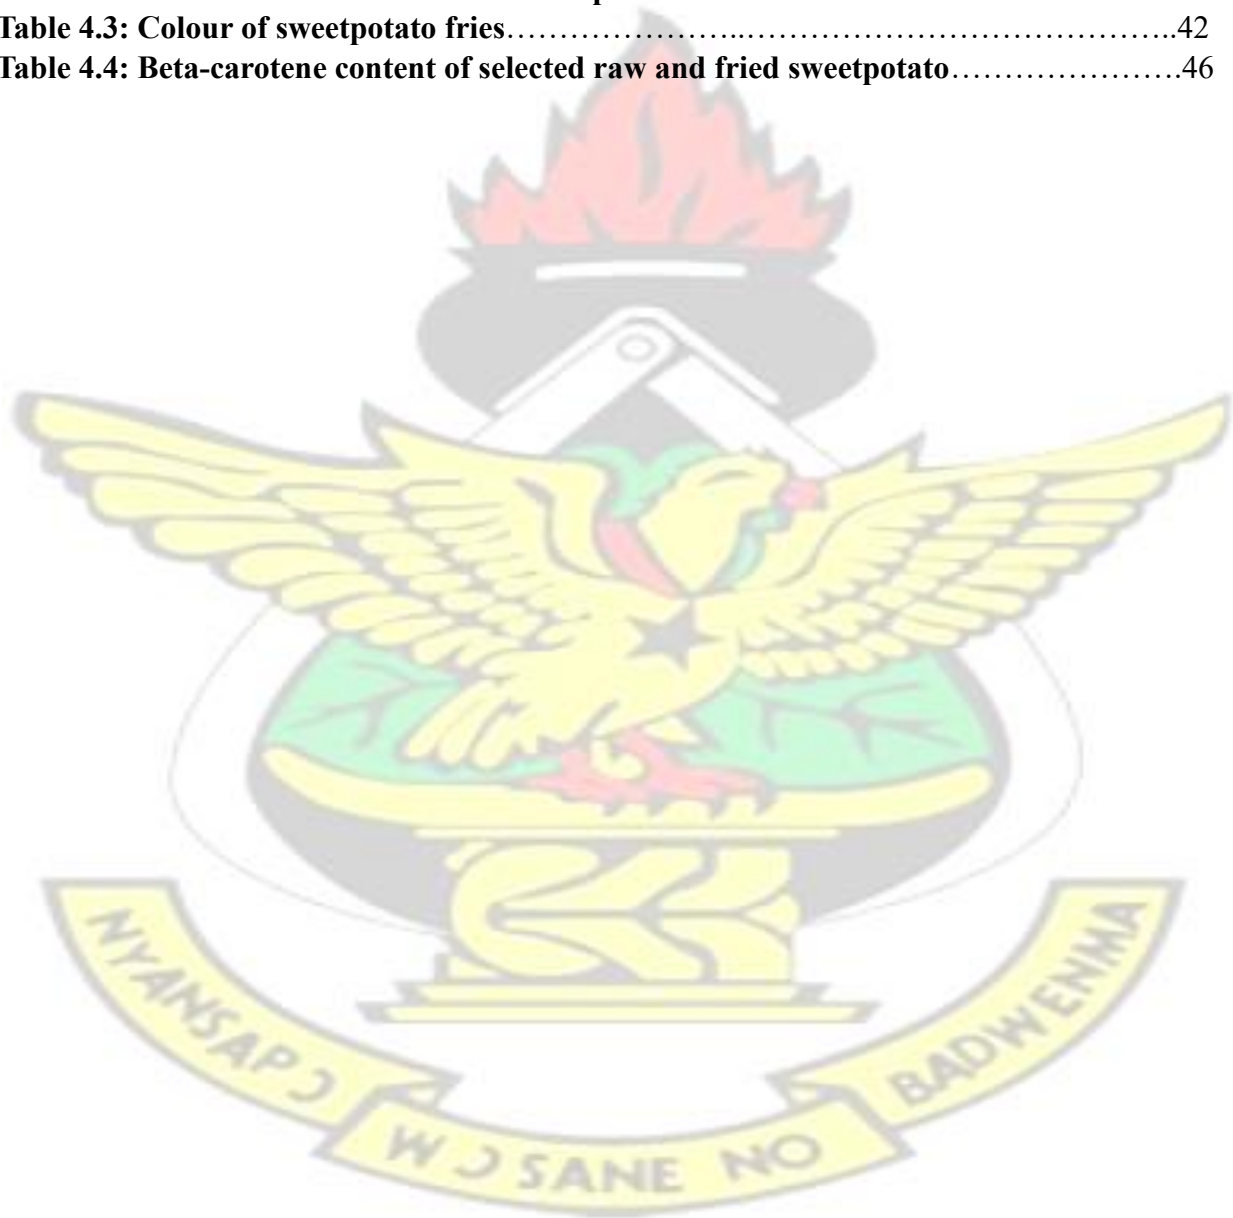 Table 4.3: Colour of sweetpotato fries…………………..…………………………………..42
Table 4.4: Beta-carotene content of selected raw and fried sweetpotato………………….46
NYANSAPƆ
WƆ SANE NO
BADWENMA